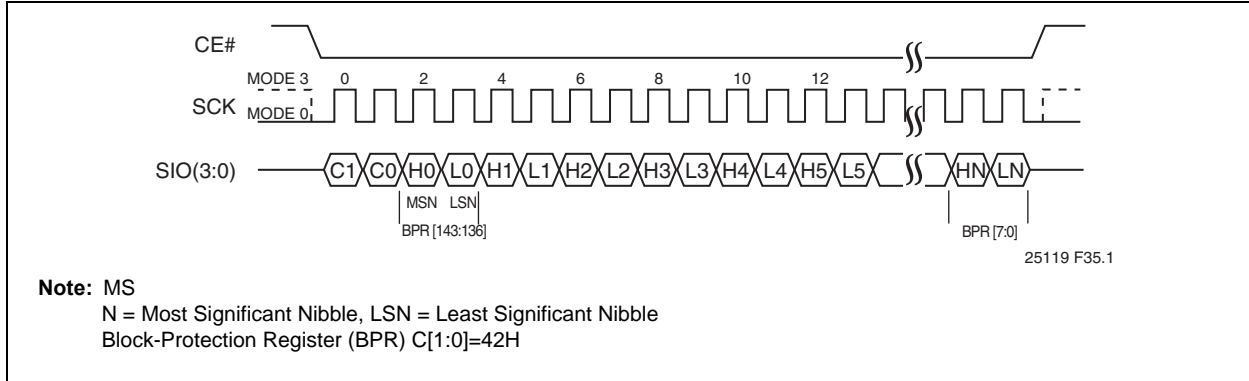 CE#
MODE 3 0 2 4 6 8 10 12
SCK MODE 0
SIO(3:0) C1 C0 H0 L0 H1 L1 H2 L2 H3 L3 H4 L4 H5 L5 HN LN
MSN LSN
BPR [143:136] BPR [7:0]
25119 F35.1
Note: MS
N = Most Significant Nibble, LSN = Least Significant Nibble
Block-Protection Register (BPR) C[1:0]=42H